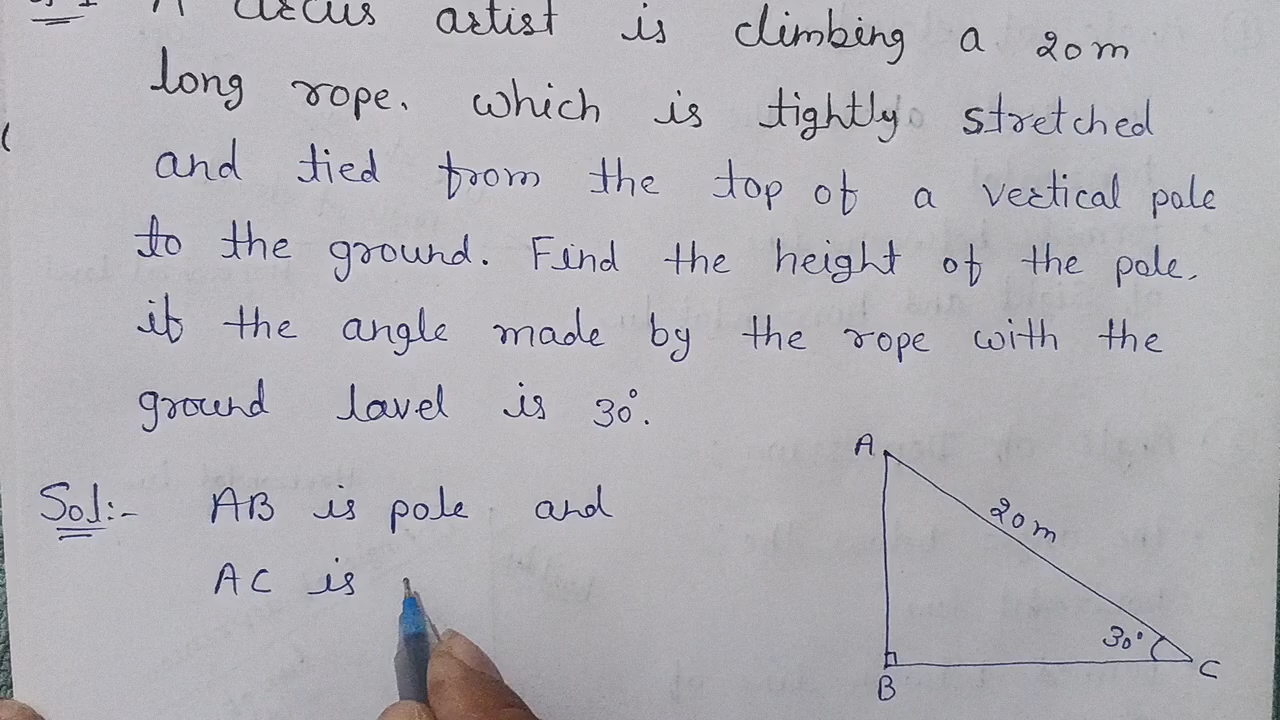 A circus artist is climbing a 20m
long rope. which is tightly stretched
and tied from the top of a vertical pole
to the ground. Find the height of the pole.
if the angle made by the rope with the
ground lavel is 30°.
Sol:- AB is pole and
AC is
A
20m
30°
B
C